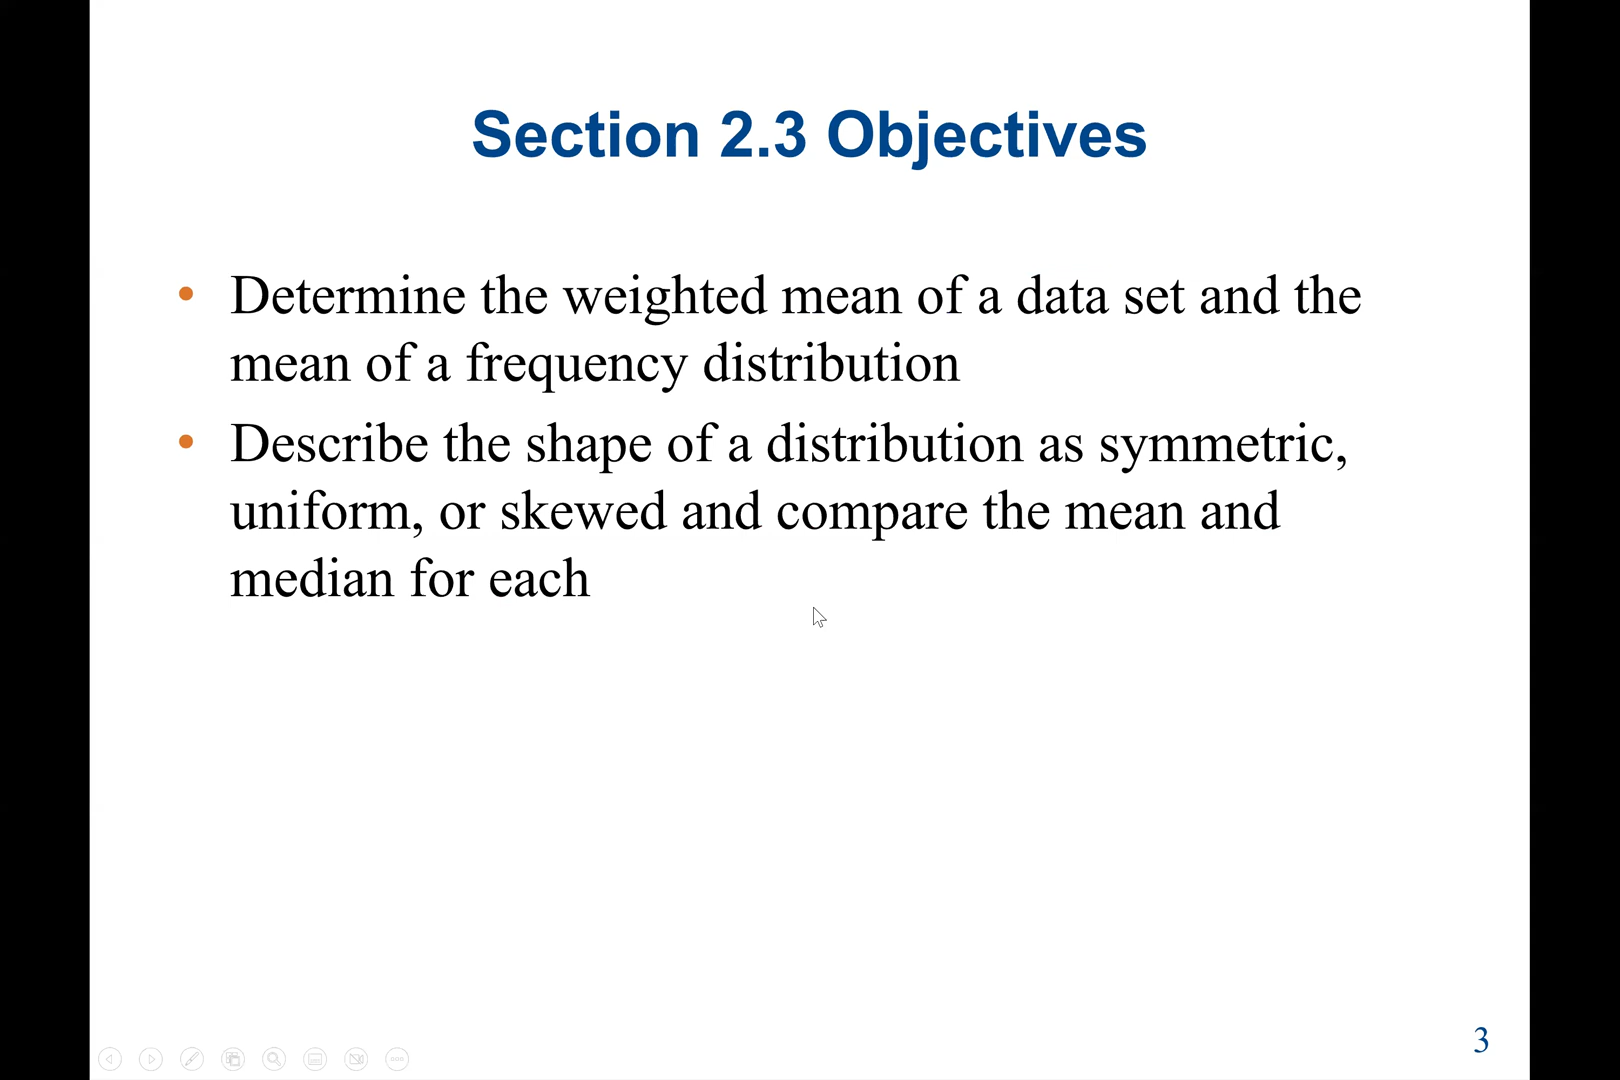 Section 2.3 Objectives
• Determine the weighted mean of a data set and the
mean of a frequency distribution
• Describe the shape of a distribution as symmetric,
uniform, or skewed and compare the mean and
median for each
3